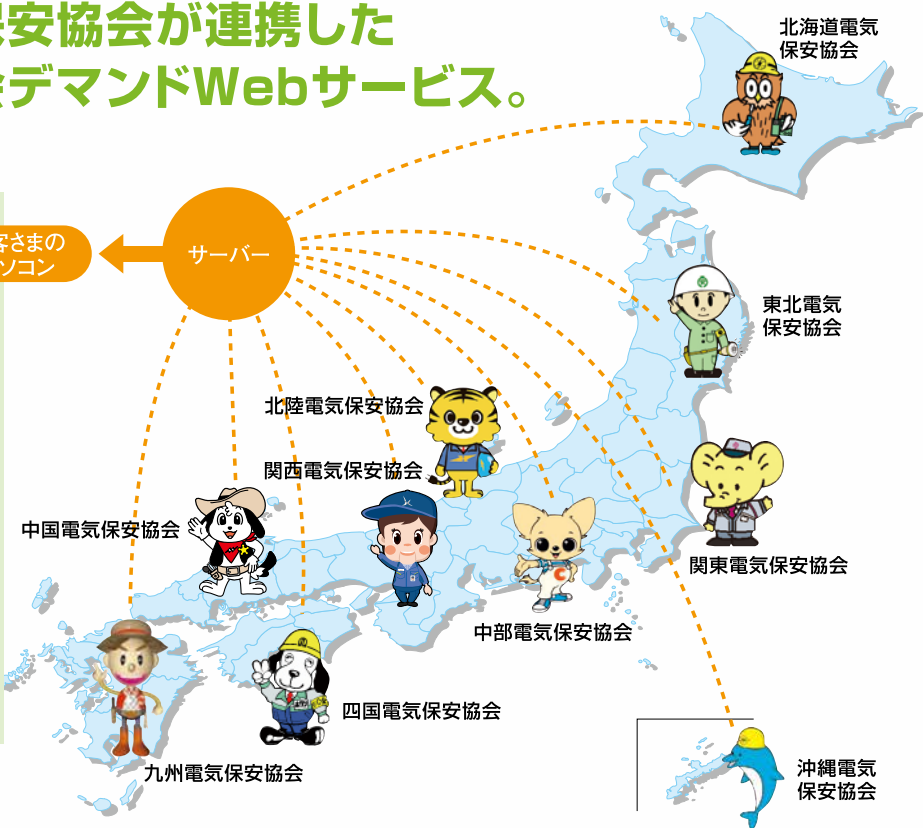 保安協会が連携した
会デマンドWebサービス。
北海道電気
保安協会
客さまの
ソコン
サーバー
東北電気
保安協会
北陸電気保安協会
関西電気保安協会
中国電気保安協会
関東電気保安協会
中部電気保安協会
四国電気保安協会
九州電気保安協会
沖縄電気
保安協会